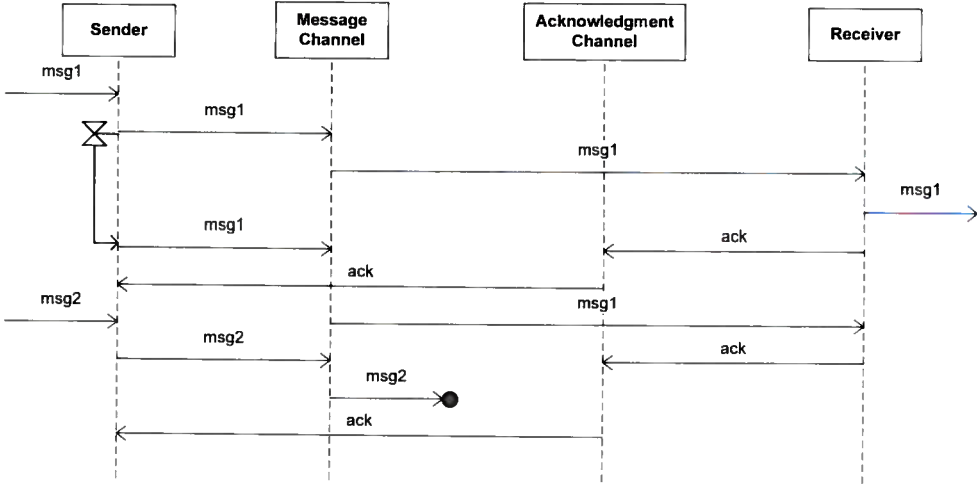 Sender
Message
Channel
Acknowledgment
Channel
Receiver
msg1
msg1
msg1
msg1
msg1
ack
ack
msg2
msg1
msg2
ack
msg2
ack